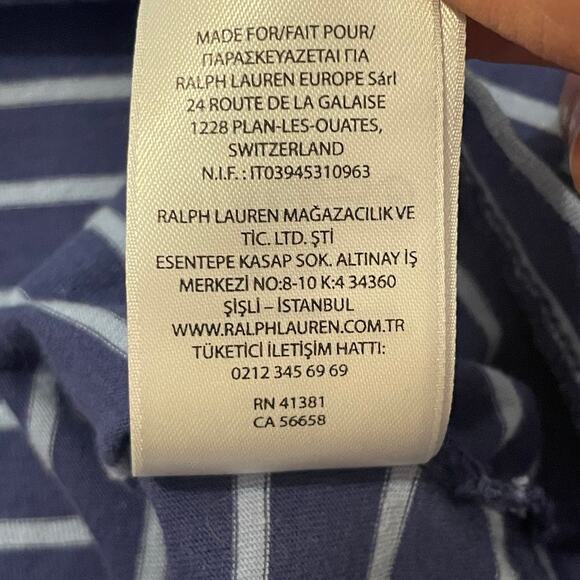 MADE FOR/FAIT POUR/
ΠΑΡΑΣΚΕΥΑΖΕΤΑΙ ΓΙΑ
RALPH LAUREN EUROPE Sárl
24 ROUTE DE LA GALAISE
1228 PLAN-LES-OUATES,
SWITZERLAND
N.I.F. : IT03945310963
RALPH LAUREN MAĞAZACILIK VE
TİC. LTD. ŞTİ
ESENTEPE KASAP SOK. ALTINAY İŞ
MERKEZİ NO:8-10 K:4 34360
ŞİŞLİ – İSTANBUL
WWW.RALPHLAUREN.COM.TR
TÜKETİCİ İLETİŞİM HATTI:
0212 345 69 69
RN 41381
CA 56658